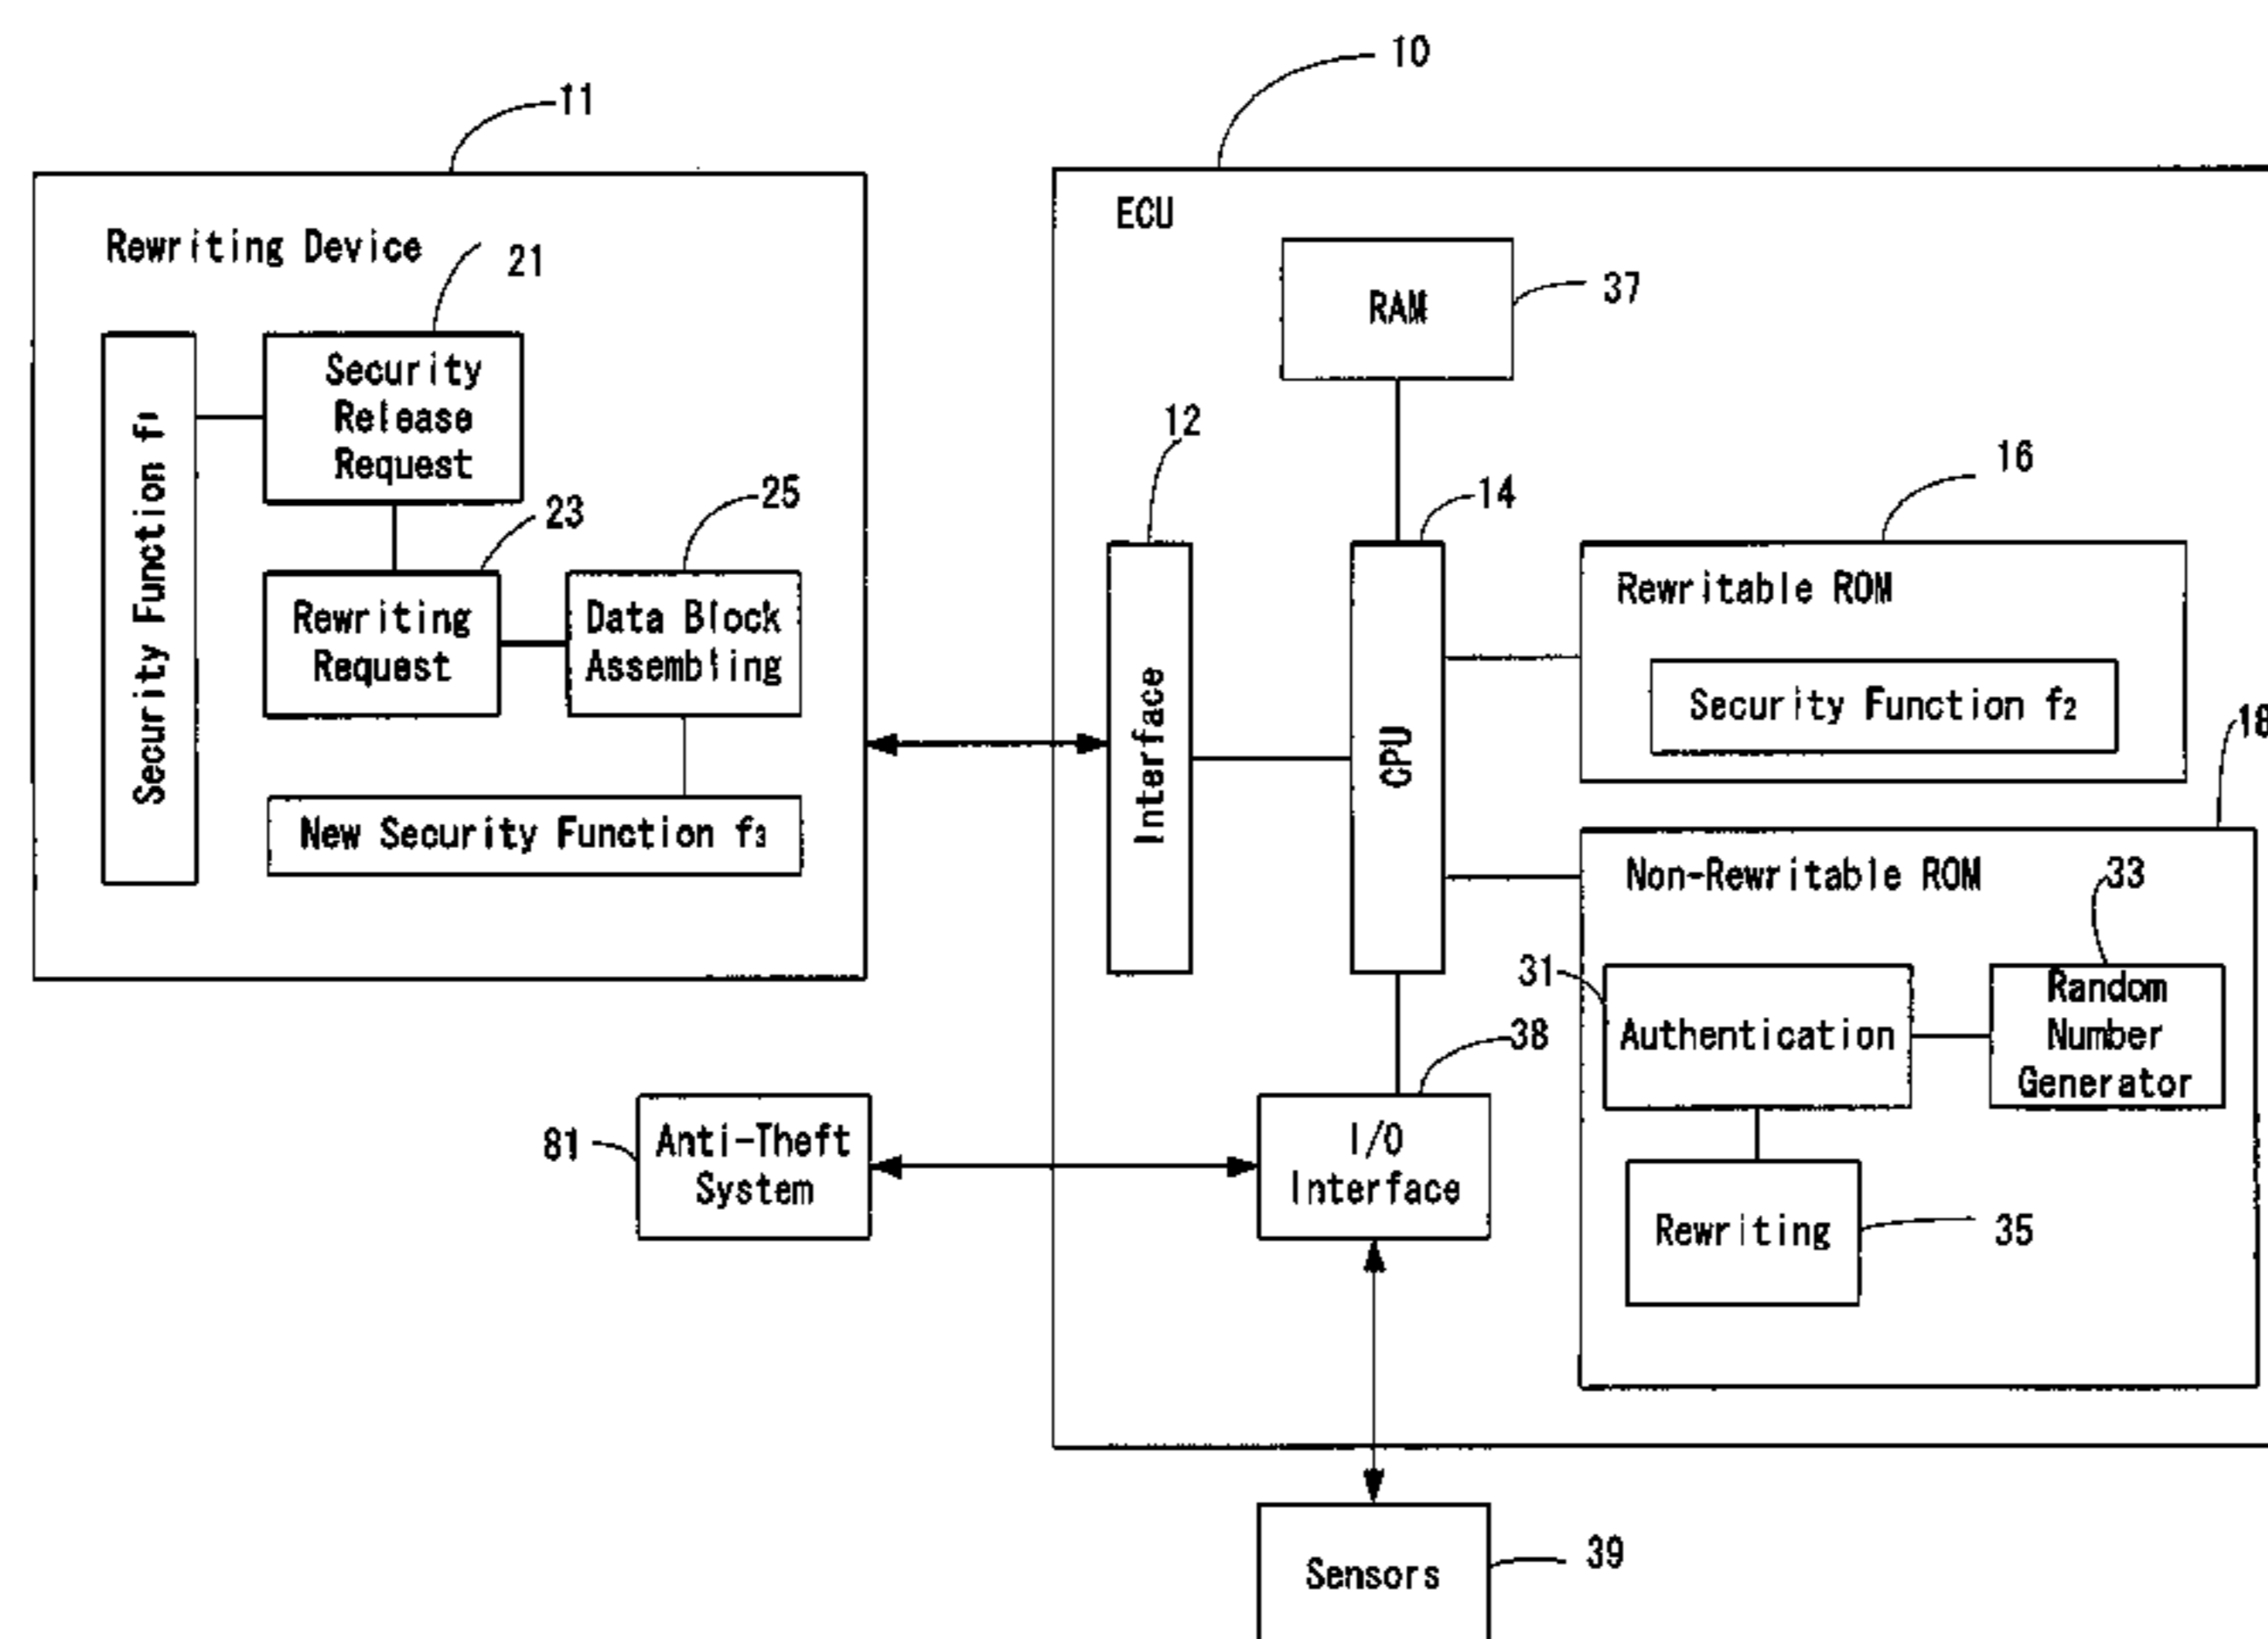 10
11
ECU
Rewriting Device
21
37
RAM
Security
Release
Request
Security Function f1
12
16
14
25
23
Rewritable ROM
Rewriting
Request
Data Block
Assembling
Security Function f2
18
Interface
CPU
New Security Function f3
Non-Rewritable ROM
33
31
Authentication
Random
Number
Generator
38
81
Anti-Theft
System
I/O
Interface
Rewriting
35
39
Sensors